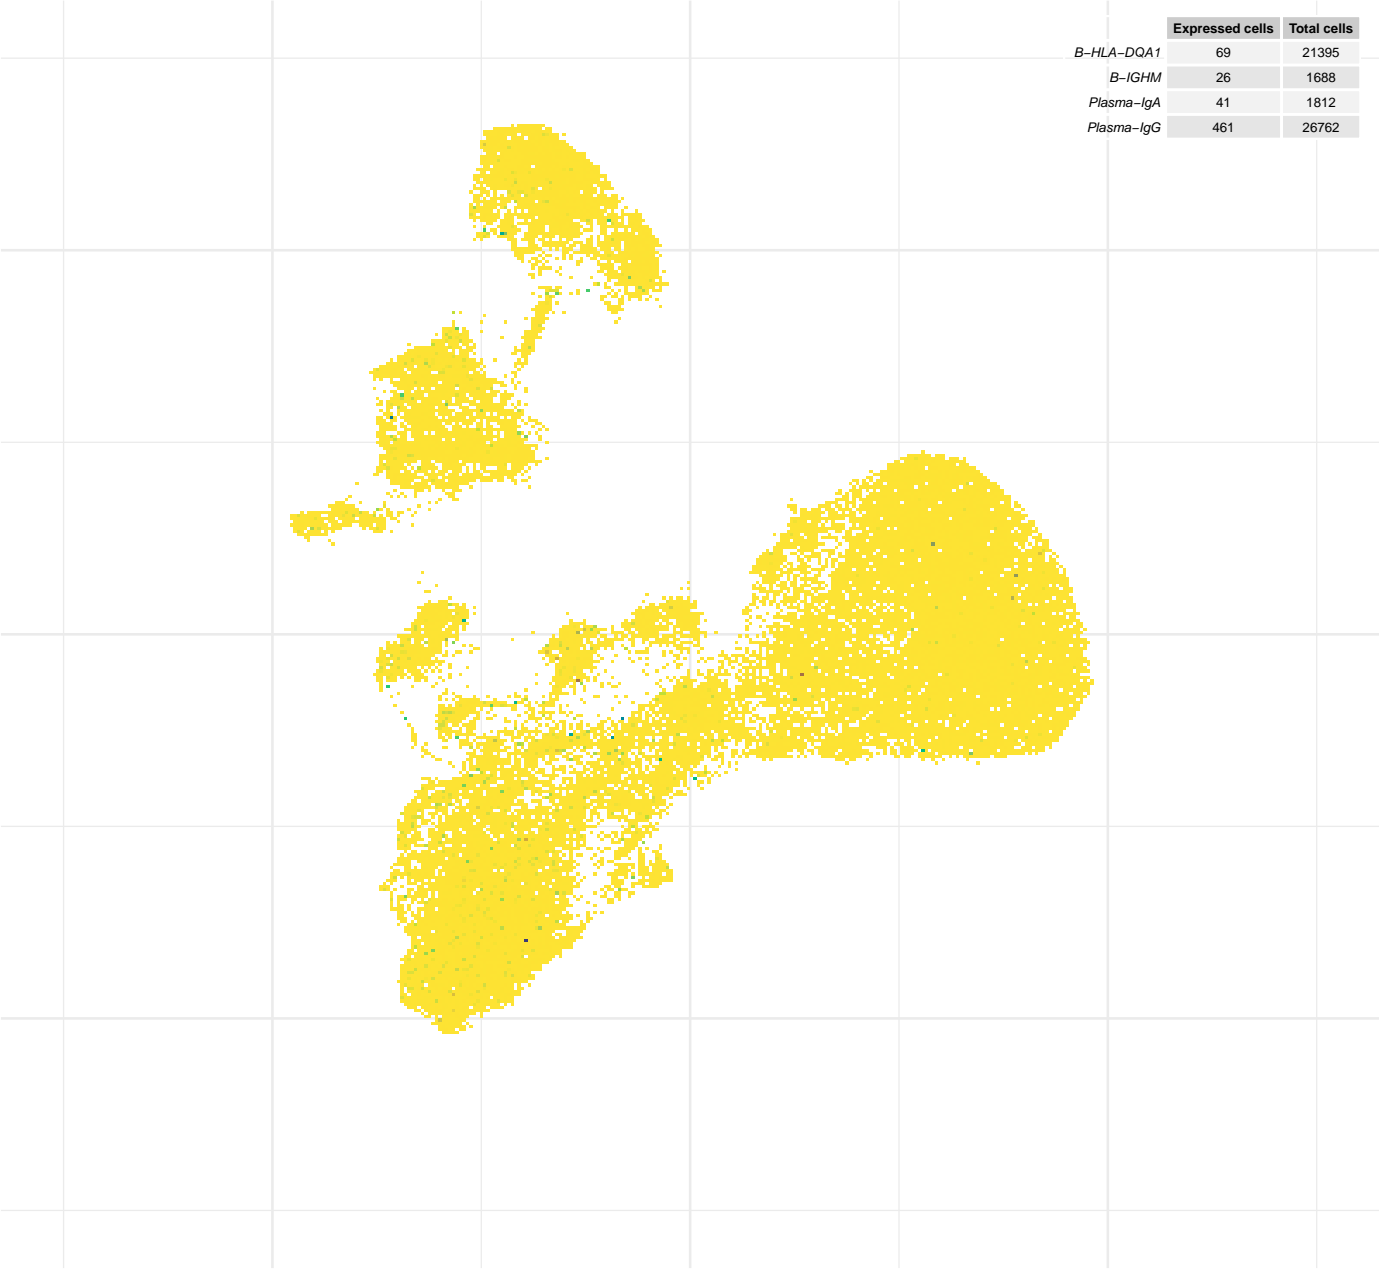 Expressed cells Total cells
B−HLA−DQA1 69 21395
B−IGHM 26 1688
Plasma−IgA 41 1812
Plasma−IgG 461 26762